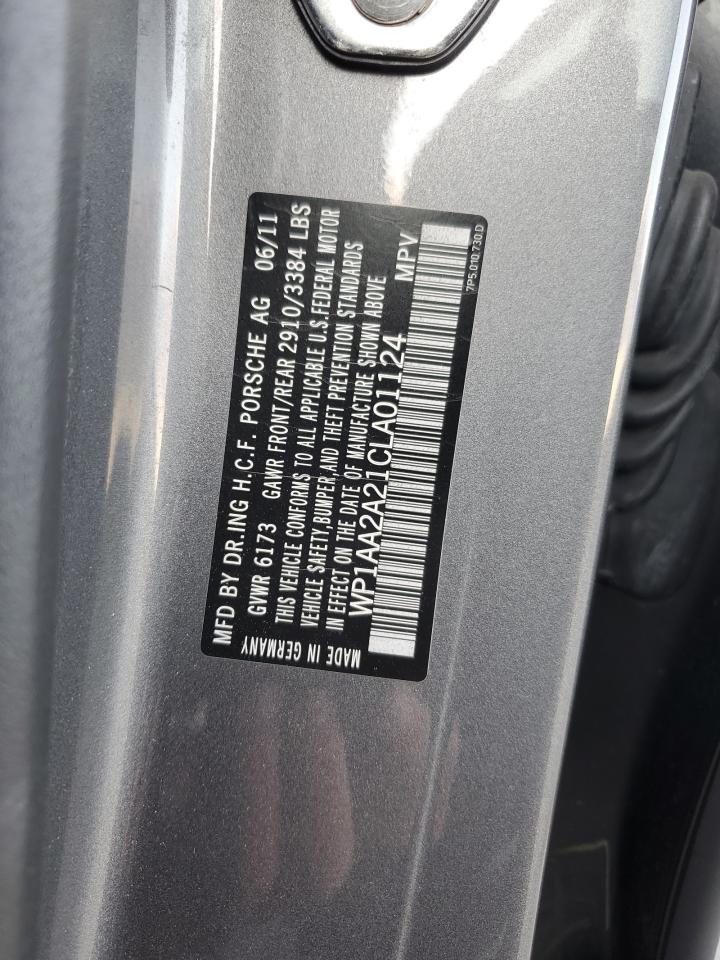 MFD BY DR.ING H.C.F. PORSCHE AG 06/11
GVWR 6173 GAWR FRONT/REAR 2910/3384 LBS
THIS VEHICLE CONFORMS TO ALL APPLICABLE U.S.FEDERAL MOTOR
VEHICLE SAFETY,BUMPER,AND THEFT PREVENTION STANDARDS
IN EFFECT ON THE DATE OF MANUFACTURE SHOWN ABOVE
WP1AA2A21CLA01124 MPV
MADE IN GERMANY
7P5.010.730.D